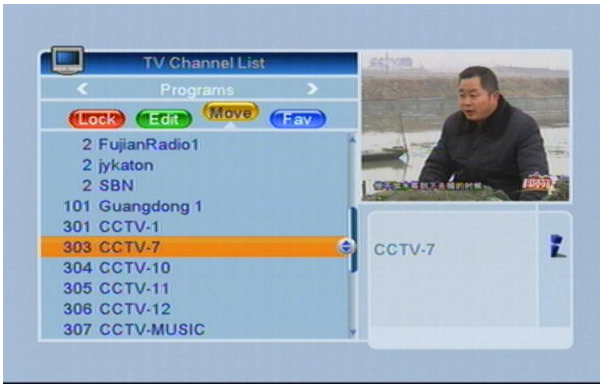 TV Channel List
Programs
Lock Edit Move Fav
2 FujianRadio1
2 jykaton
2 SBN
101 Guangdong 1
301 CCTV-1
303 CCTV-7
304 CCTV-10
305 CCTV-11
306 CCTV-12
307 CCTV-MUSIC
CCTV-7